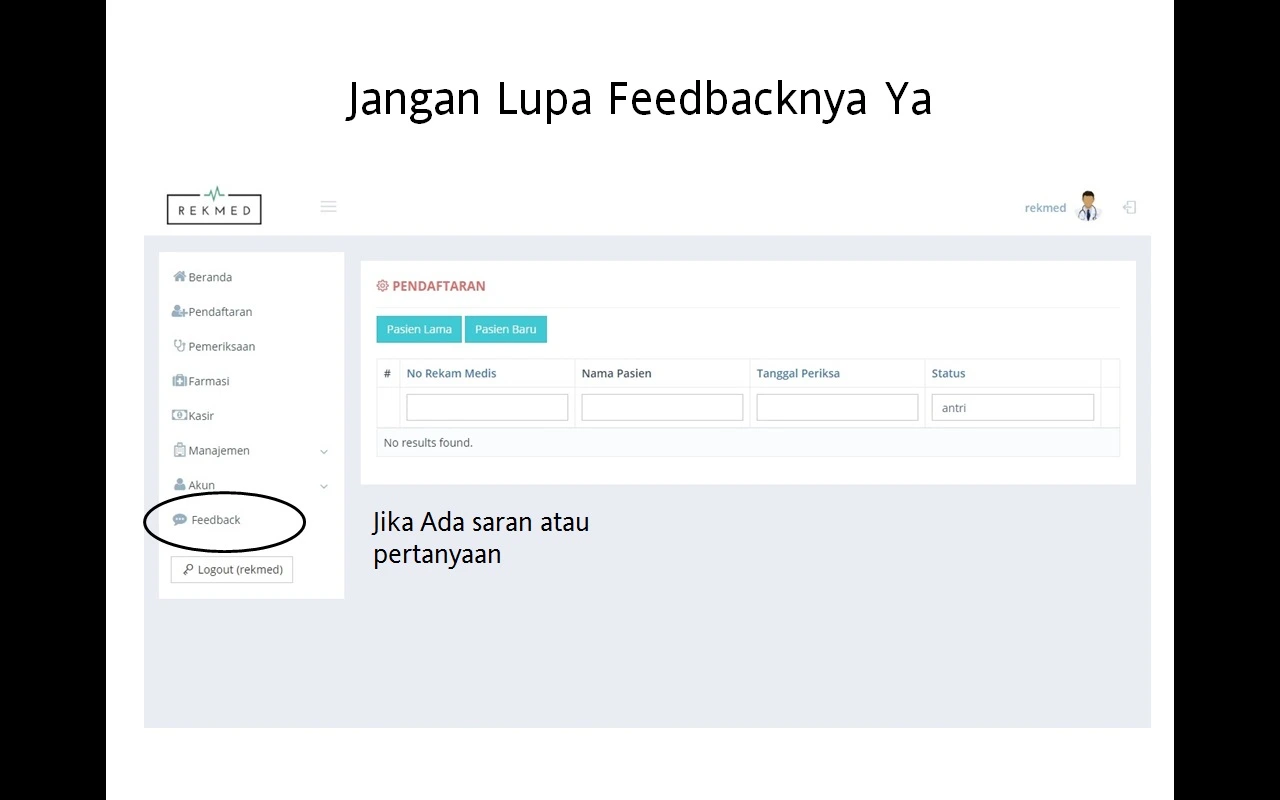 Jangan Lupa Feedbacknya Ya
REKMED
rekmed
Beranda
Pendaftaran
Pemeriksaan
Farmasi
Kasir
Manajemen
Akun
Feedback
Logout (rekmed)
PENDAFTARAN
Pasien Lama Pasien Baru
# No Rekam Medis Nama Pasien Tanggal Periksa Status
antri
No results found.
Jika Ada saran atau
pertanyaan